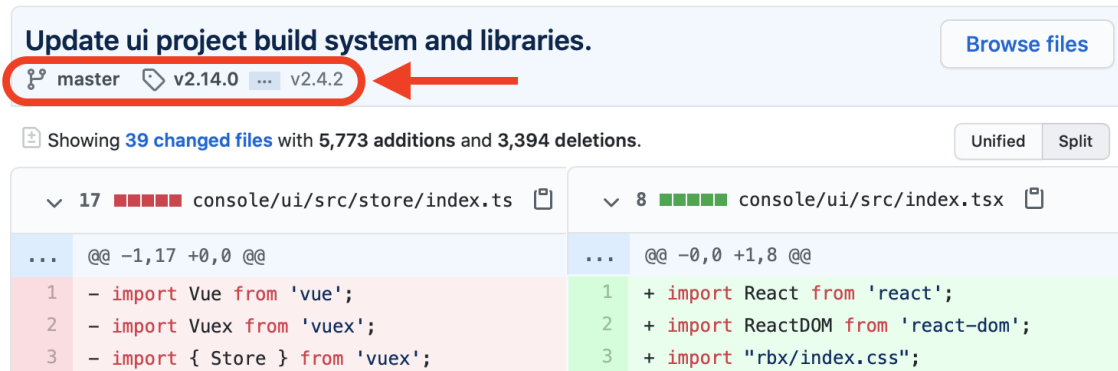 Update ui project build system and libraries.
Browse files
master v2.14.0 ... v2.4.2
Showing 39 changed files with 5,773 additions and 3,394 deletions.
Unified Split
17 console/ui/src/store/index.ts
... @@ -1,17 +0,0 @@
1 - import Vue from 'vue';
2 - import Vuex from 'vuex';
3 - import { Store } from 'vuex';
8 console/ui/src/index.tsx
... @@ -0,0 +1,8 @@
1 + import React from 'react';
2 + import ReactDOM from 'react-dom';
3 + import "rbx/index.css";